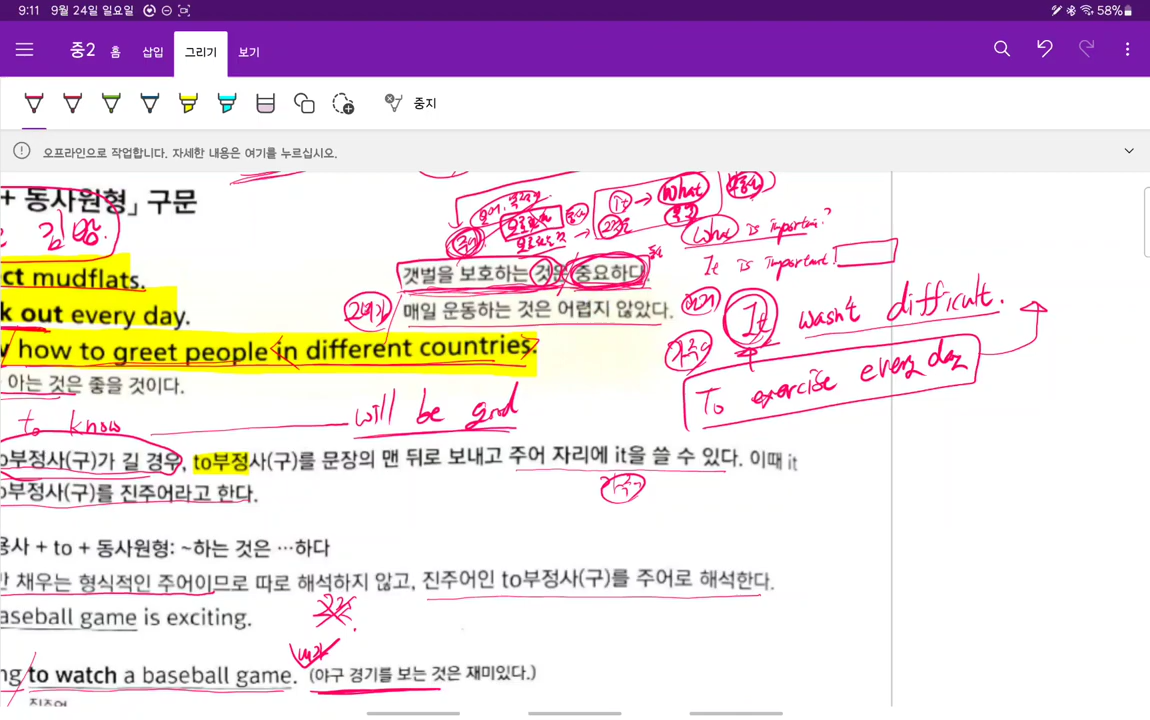 9:11 9월 24일 일요일 58%
중2 홈 삽입 그리기 보기
중지
오프라인으로 작업합니다. 자세한 내용은 여기를 누르십시오.
+ 동사원형」 구문
It → What
What is important?
It is important.
ct mudflats.
갯벌을 보호하는 것은 중요하다.
k out every day.
매일 운동하는 것은 어렵지 않았다.
It wasn't difficult.
how to greet people in different countries.
가주어
To exercise every day
아는 것은 좋을 것이다.
to know will be good
o부정사(구)가 길 경우, to부정사(구)를 문장의 맨 뒤로 보내고 주어 자리에 it을 쓸 수 있다. 이때 it
가주어
o부정사(구)를 진주어라고 한다.
용사 + to + 동사원형: ~하는 것은 …하다
만 채우는 형식적인 주어이므로 따로 해석하지 않고, 진주어인 to부정사(구)를 주어로 해석한다.
aseball game is exciting.
ng to watch a baseball game. (야구 경기를 보는 것은 재미있다.)